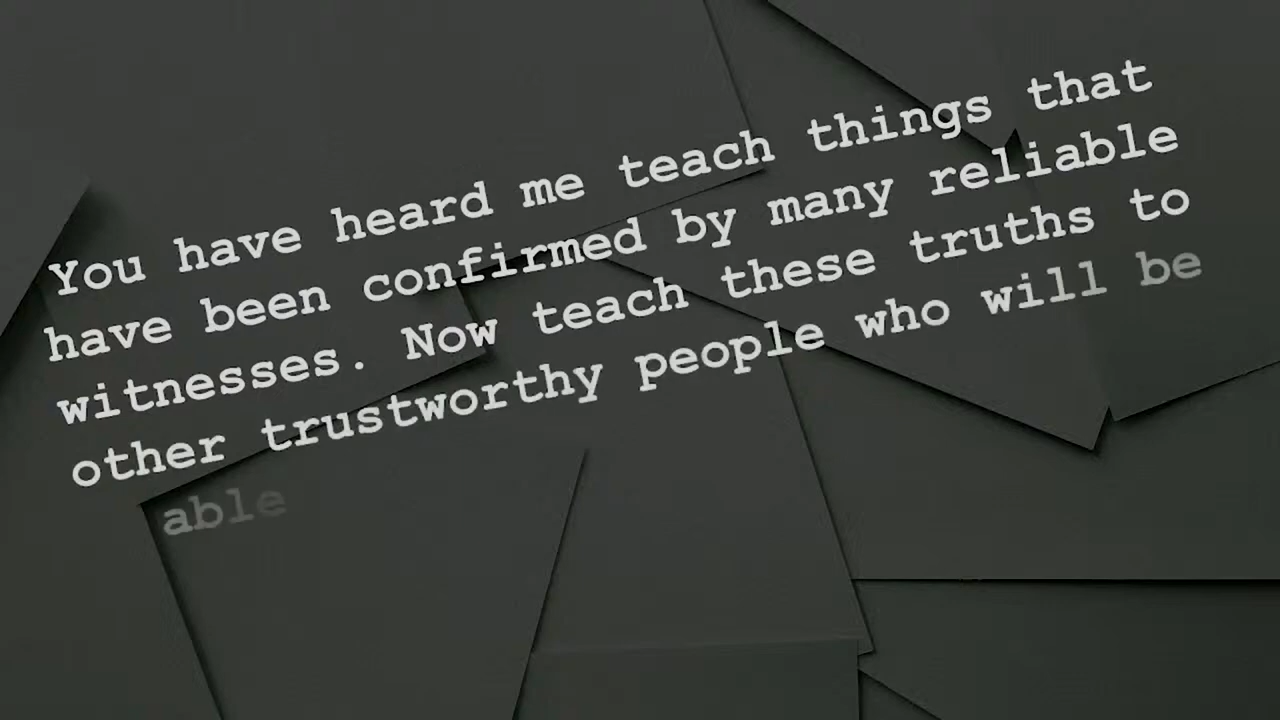 You have heard me teach things that
have been confirmed by many reliable
witnesses. Now teach these truths to
other trustworthy people who will be
able